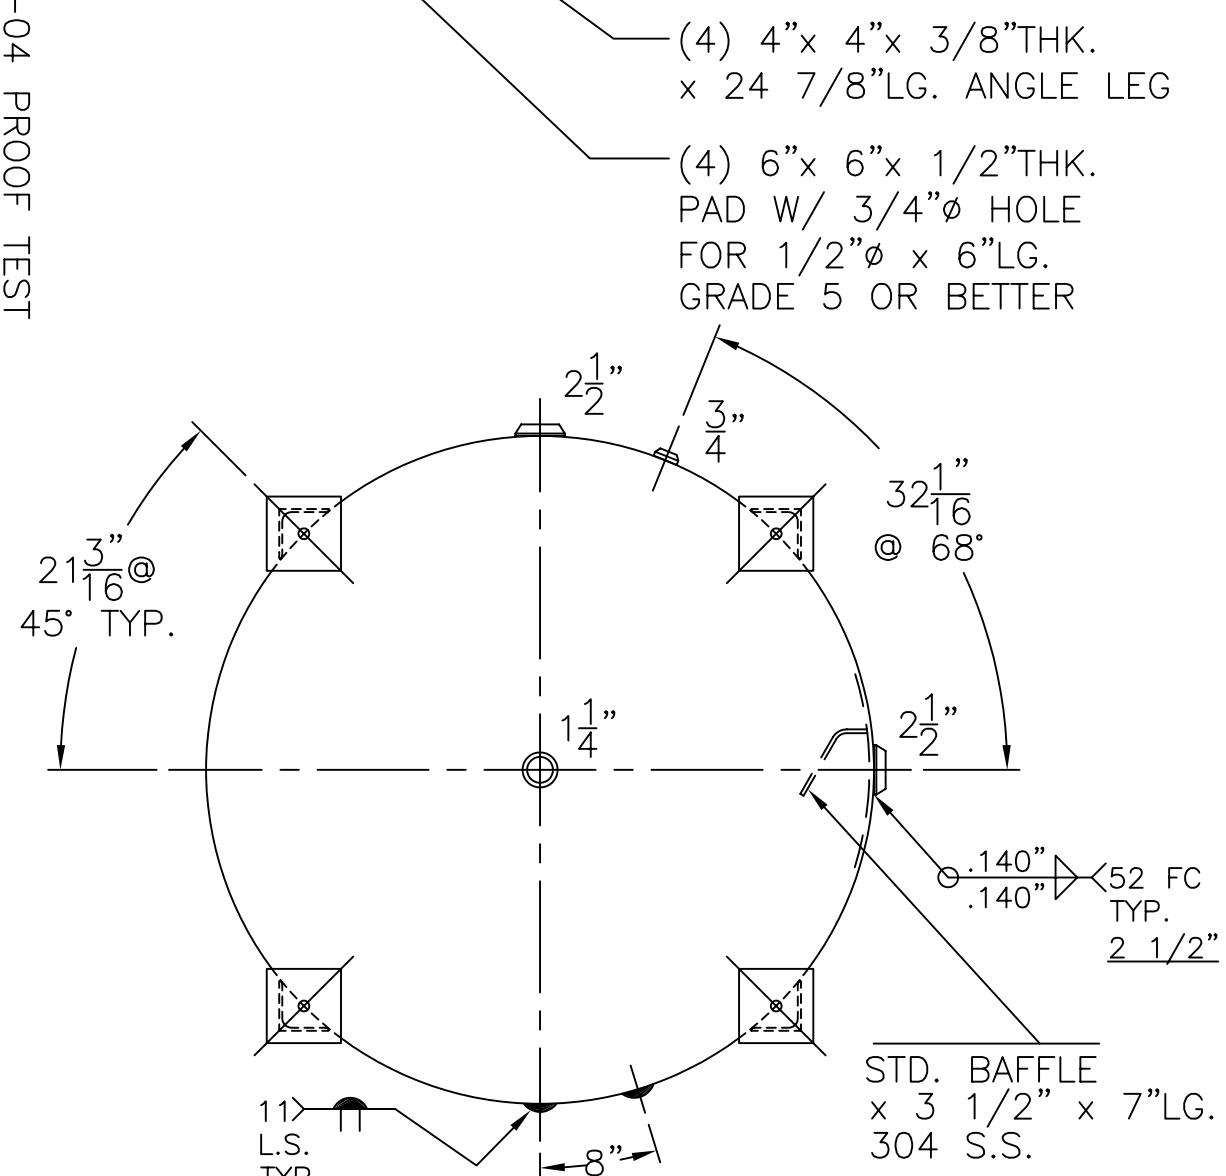 -04 PROOF TEST
(4) 4"x 4"x 3/8"THK.
x 24 7/8"LG. ANGLE LEG
(4) 6"x 6"x 1/2"THK.
PAD W/ 3/4"ø HOLE
FOR 1/2"ø x 6"LG.
GRADE 5 OR BETTER
2 1/2"
3/4"
32 1/16"
@ 68°
21 3/16"@
45° TYP.
1 1/4"
2 1/2"
.140"
.140"
52 FC
TYP.
2 1/2"
STD. BAFFLE
x 3 1/2" x 7"LG.
304 S.S.
11
L.S.
TYP
8"